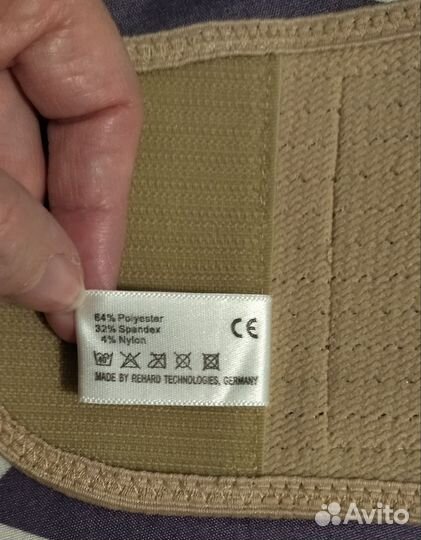 64% Polyester
32% Spandex
4% Nylon
CE
MADE BY REHARD TECHNOLOGIES, GERMANY
Avito